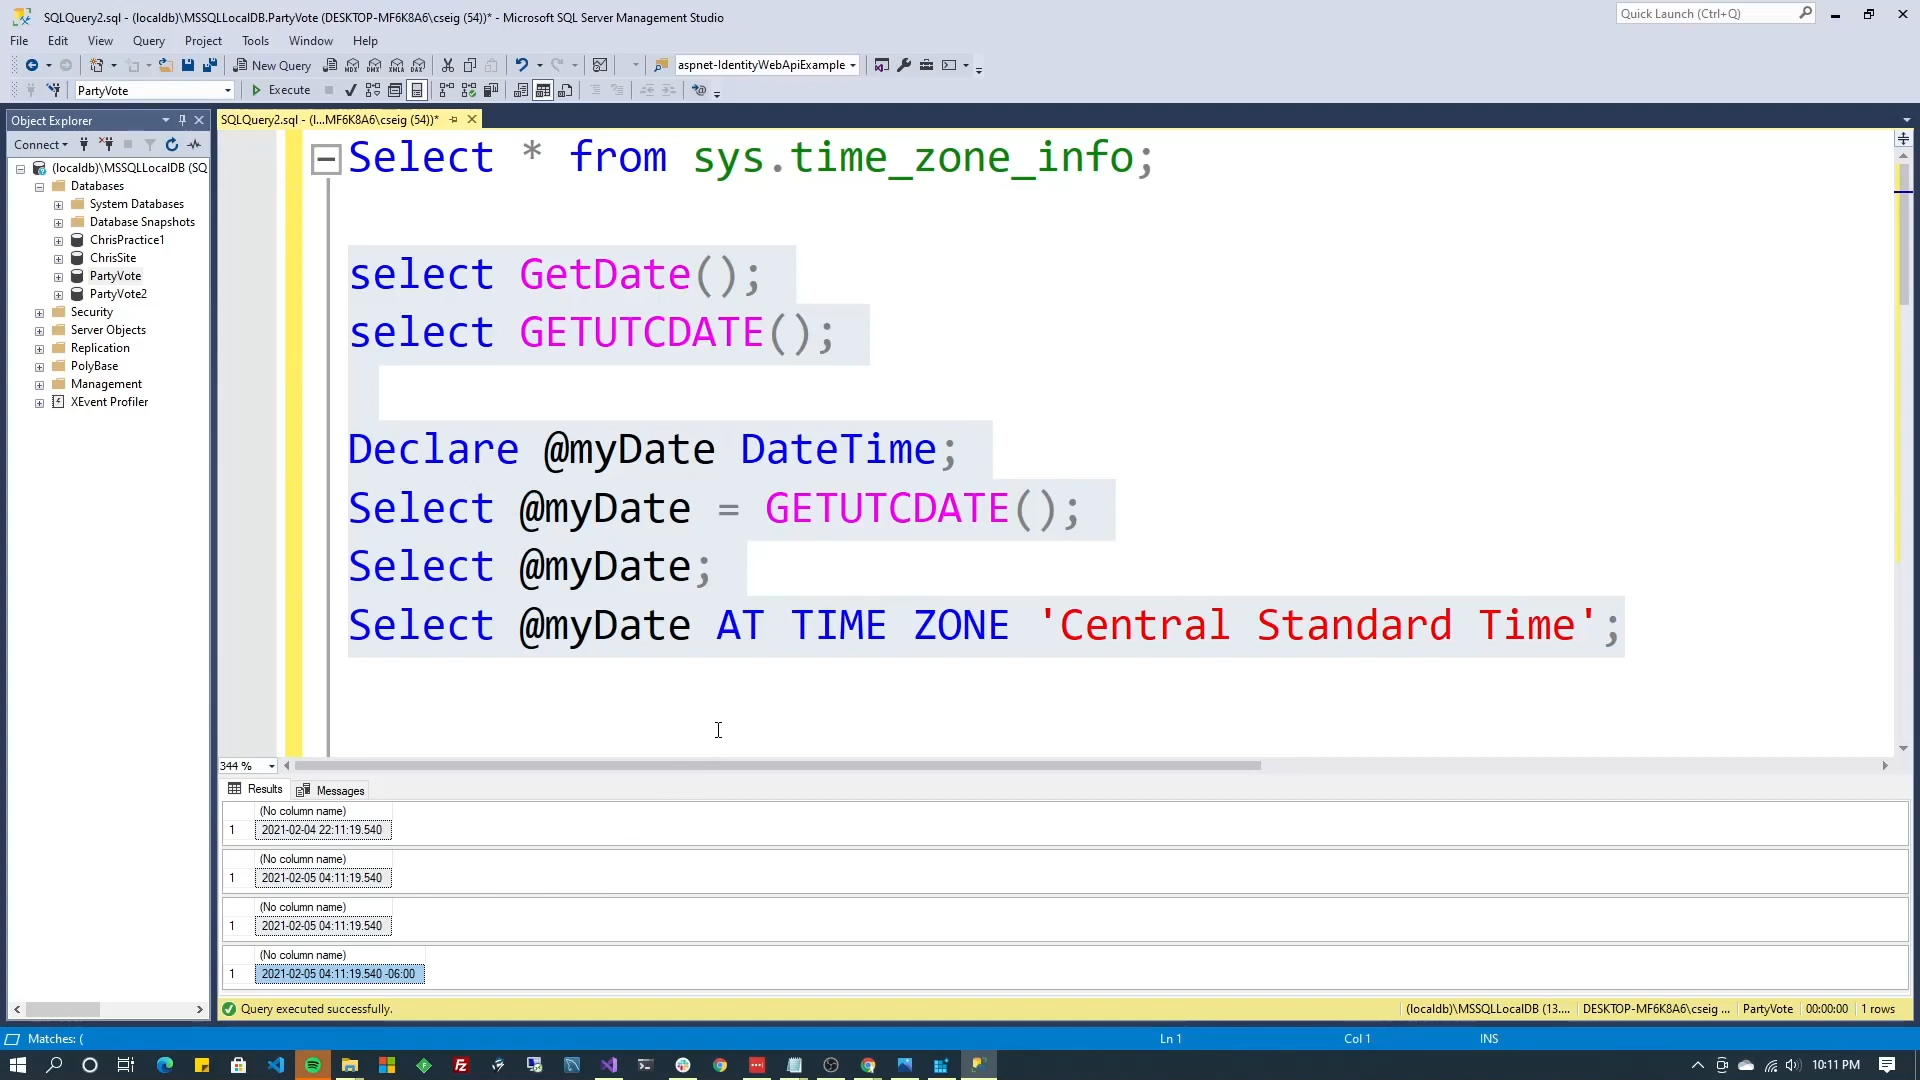 SQLQuery2.sql - (localdb)\MSSQLLocalDB.PartyVote (DESKTOP-MF6K8A6\cseig (54))* - Microsoft SQL Server Management Studio
Quick Launch (Ctrl+Q)
File Edit View Query Project Tools Window Help
New Query
aspnet-IdentityWebApiExample
PartyVote
Execute
Object Explorer
SQLQuery2.sql - (l...MF6K8A6\cseig (54))*
Connect
(localdb)\MSSQLLocalDB (SQ
Databases
System Databases
Database Snapshots
ChrisPractice1
ChrisSite
PartyVote
PartyVote2
Security
Server Objects
Replication
PolyBase
Management
XEvent Profiler
Select * from sys.time_zone_info;
select GetDate();
select GETUTCDATE();
Declare @myDate DateTime;
Select @myDate = GETUTCDATE();
Select @myDate;
Select @myDate AT TIME ZONE 'Central Standard Time';
344 %
Results Messages
(No column name)
1 2021-02-04 22:11:19.540
(No column name)
1 2021-02-05 04:11:19.540
(No column name)
1 2021-02-05 04:11:19.540
(No column name)
1 2021-02-05 04:11:19.540 -06:00
Query executed successfully.
(localdb)\MSSQLLocalDB (13.... DESKTOP-MF6K8A6\cseig ... PartyVote 00:00:00 1 rows
Matches: (
Ln 1 Col 1 INS
10:11 PM